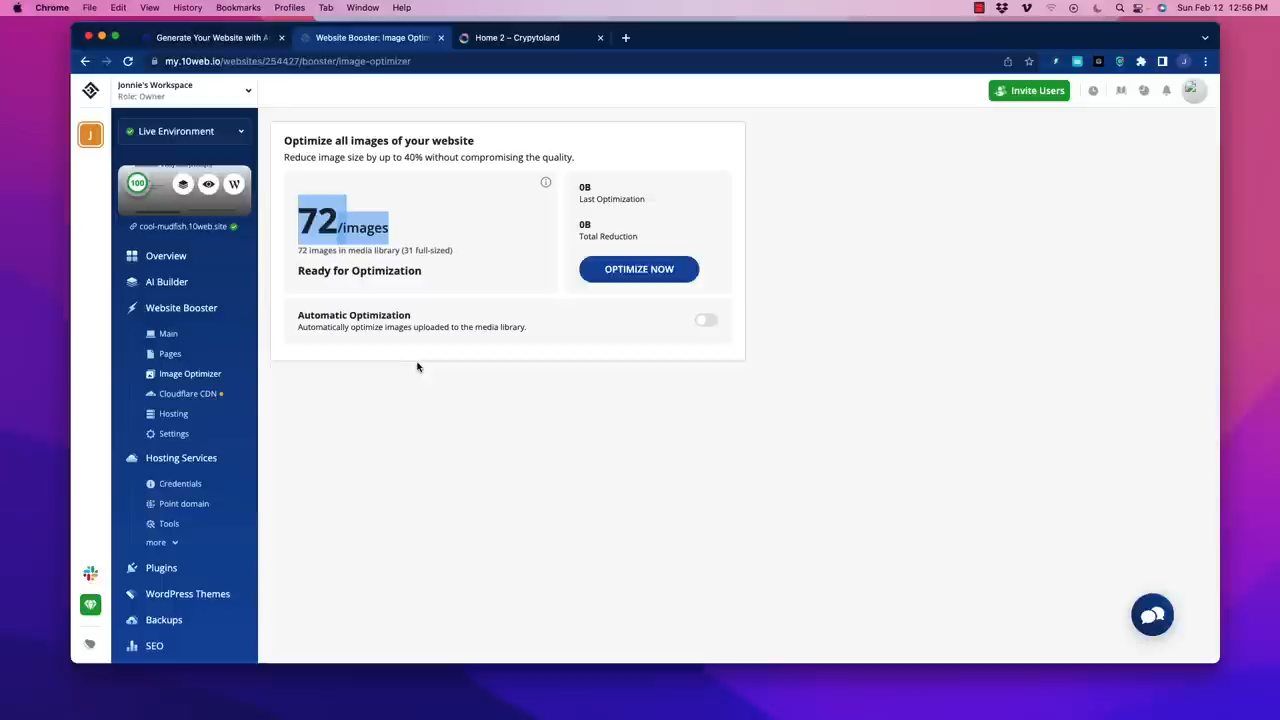 Chrome File Edit View History Bookmarks Profiles Tab Window Help Sun Feb 12 12:56 PM
Generate Your Website with A Website Booster: Image Optim Home 2 – Crypytoland
my.10web.io/websites/254427/booster/image-optimizer
Jonnie's Workspace
Role: Owner
Invite Users
J
J
Live Environment
100
W
cool-mudfish.10web.site
Overview
AI Builder
Website Booster
Main
Pages
Image Optimizer
Cloudflare CDN
Hosting
Settings
Hosting Services
Credentials
Point domain
Tools
more
Plugins
WordPress Themes
Backups
SEO
Optimize all images of your website
Reduce image size by up to 40% without compromising the quality.
72/images
72 images in media library (31 full-sized)
Ready for Optimization
0B
Last Optimization
0B
Total Reduction
OPTIMIZE NOW
Automatic Optimization
Automatically optimize images uploaded to the media library.